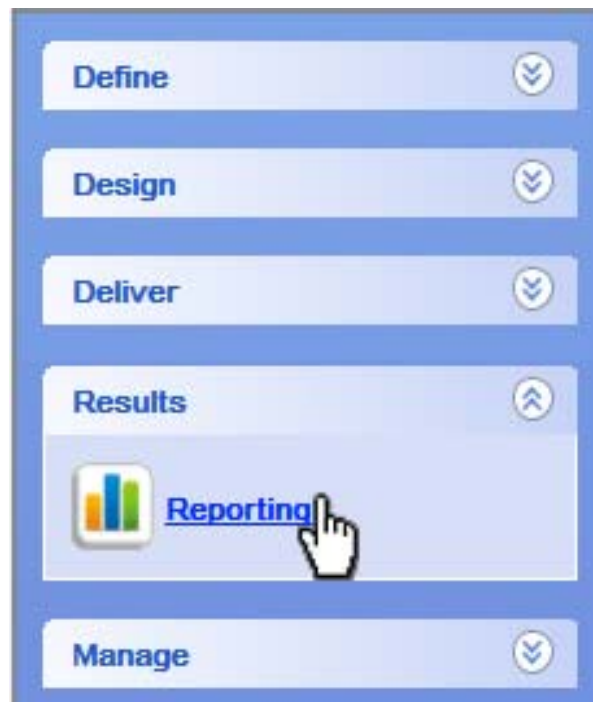 Define
Design
Deliver
Results
Reporting
Manage